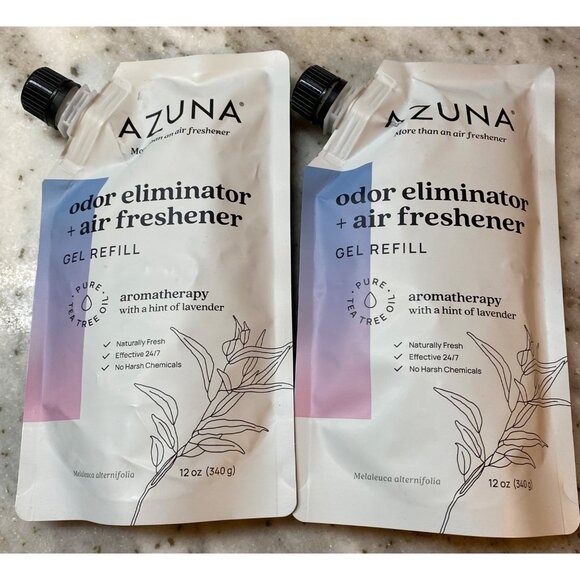 AZUNA®
More than an air freshener
odor eliminator
+ air freshener
GEL REFILL
PURE
TEA TREE OIL
aromatherapy
with a hint of lavender
Naturally Fresh
Effective 24/7
No Harsh Chemicals
Melaleuca alternifolia
12 oz (340 g)
AZUNA®
More than an air freshener
odor eliminator
+ air freshener
GEL REFILL
PURE
TEA TREE OIL
aromatherapy
with a hint of lavender
Naturally Fresh
Effective 24/7
No Harsh Chemicals
Melaleuca alternifolia
12 oz (340 g)